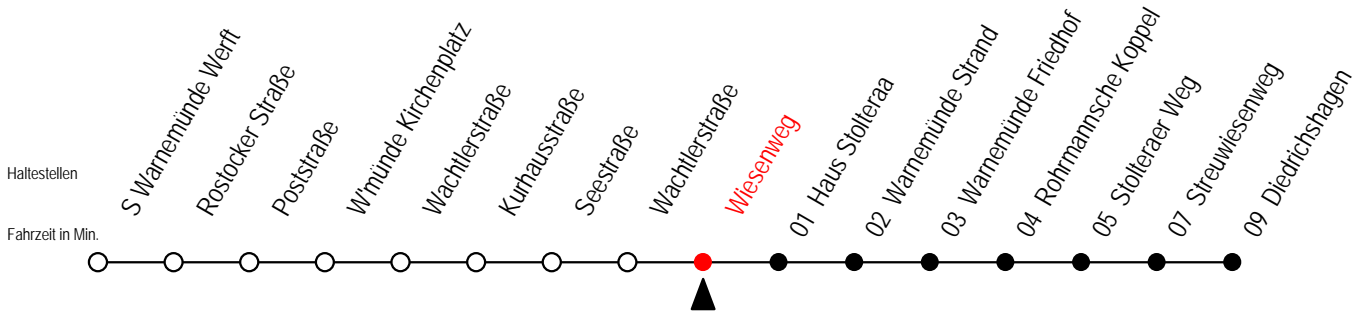 Haltestellen
Fahrzeit in Min.
S Warnemünde Werft
Rostocker Straße
Poststraße
W'münde Kirchenplatz
Wachtlerstraße
Kurhausstraße
Seestraße
Wachtlerstraße
Wiesenweg
01 Haus Stolteraa
02 Warnemünde Strand
03 Warnemünde Friedhof
04 Rohrmannsche Koppel
05 Stolteraer Weg
07 Streuwiesenweg
09 Diedrichshagen